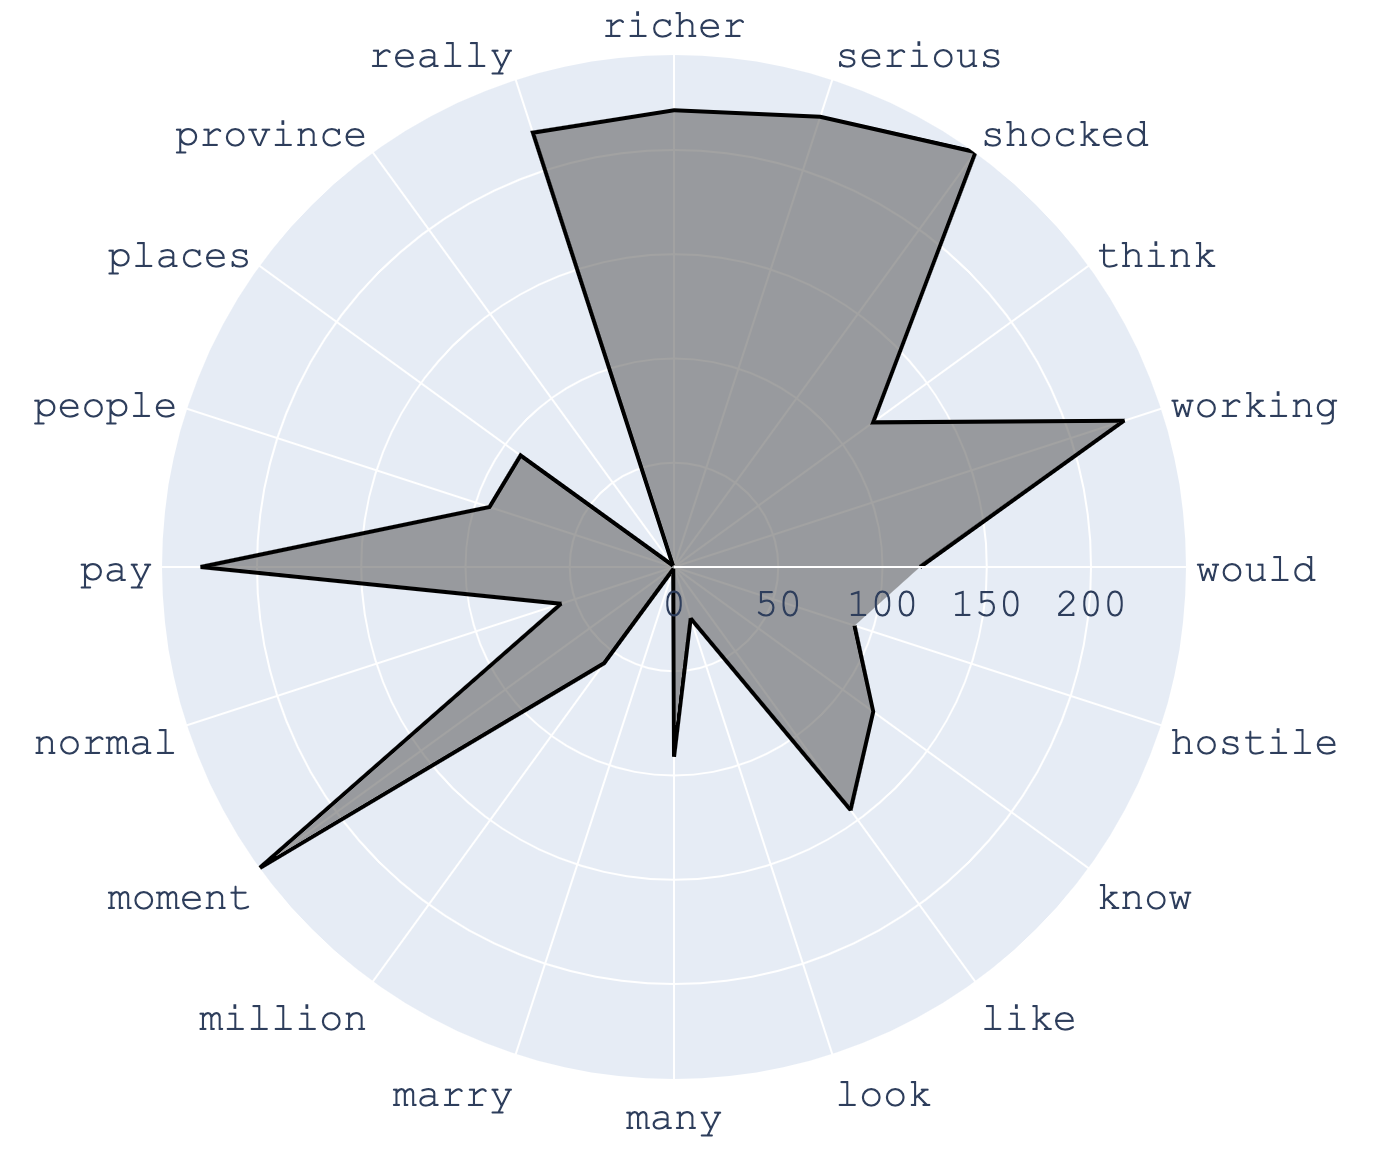 richer
really
serious
province
shocked
places
think
people
working
pay
would
0 50 100 150 200
normal
hostile
moment
know
million
like
marry
look
many